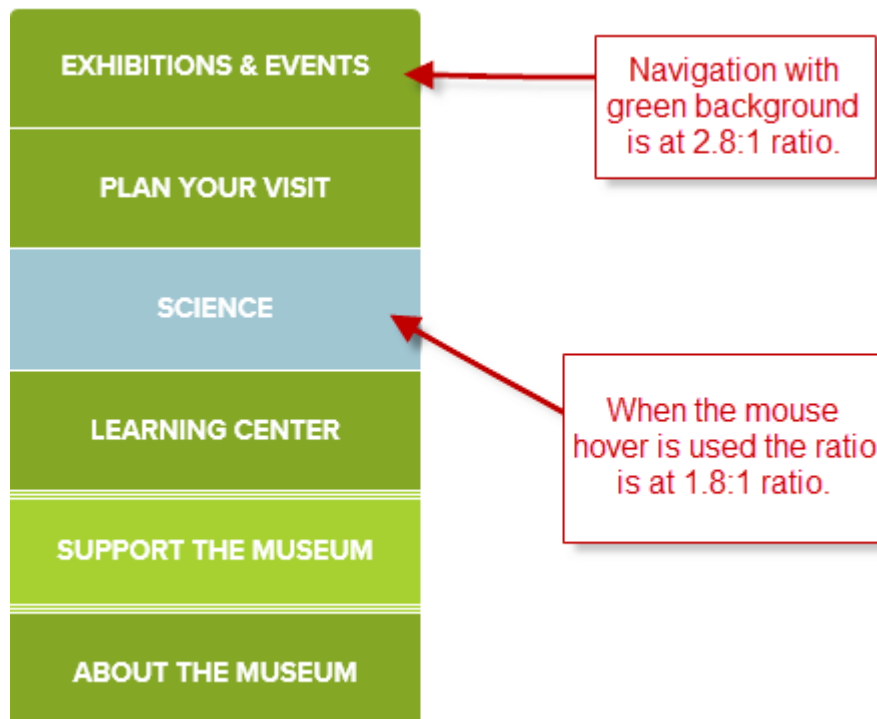 EXHIBITIONS & EVENTS
Navigation with
green background
is at 2.8:1 ratio.
PLAN YOUR VISIT
SCIENCE
When the mouse
hover is used the ratio
is at 1.8:1 ratio.
LEARNING CENTER
SUPPORT THE MUSEUM
ABOUT THE MUSEUM